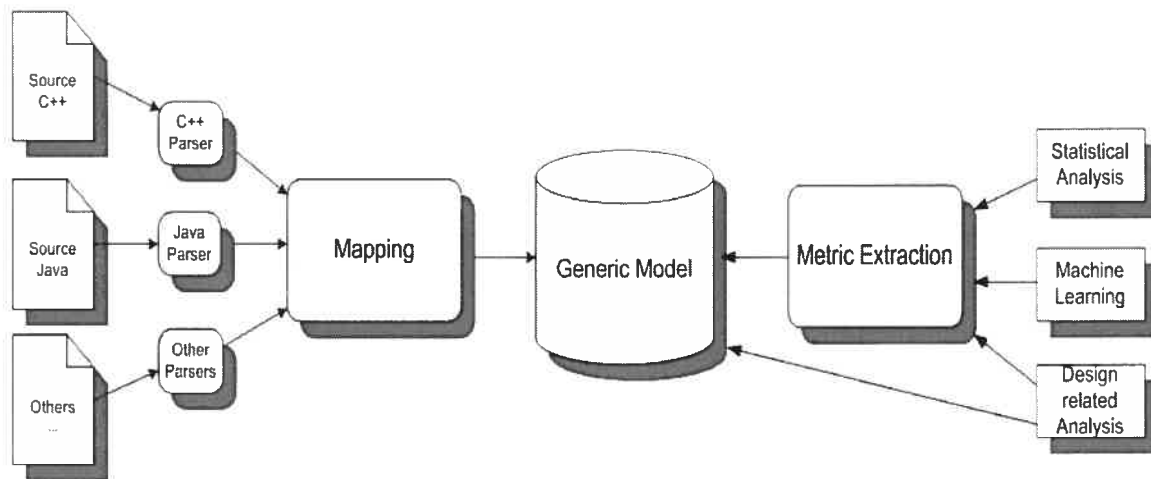 Source
C++
C++
Parser
Source
Java
Java
Parser
Others
...
Other
Parsers
Mapping
Generic Model
Metric Extraction
Statistical
Analysis
Machine
Learning
Design
related
Analysis